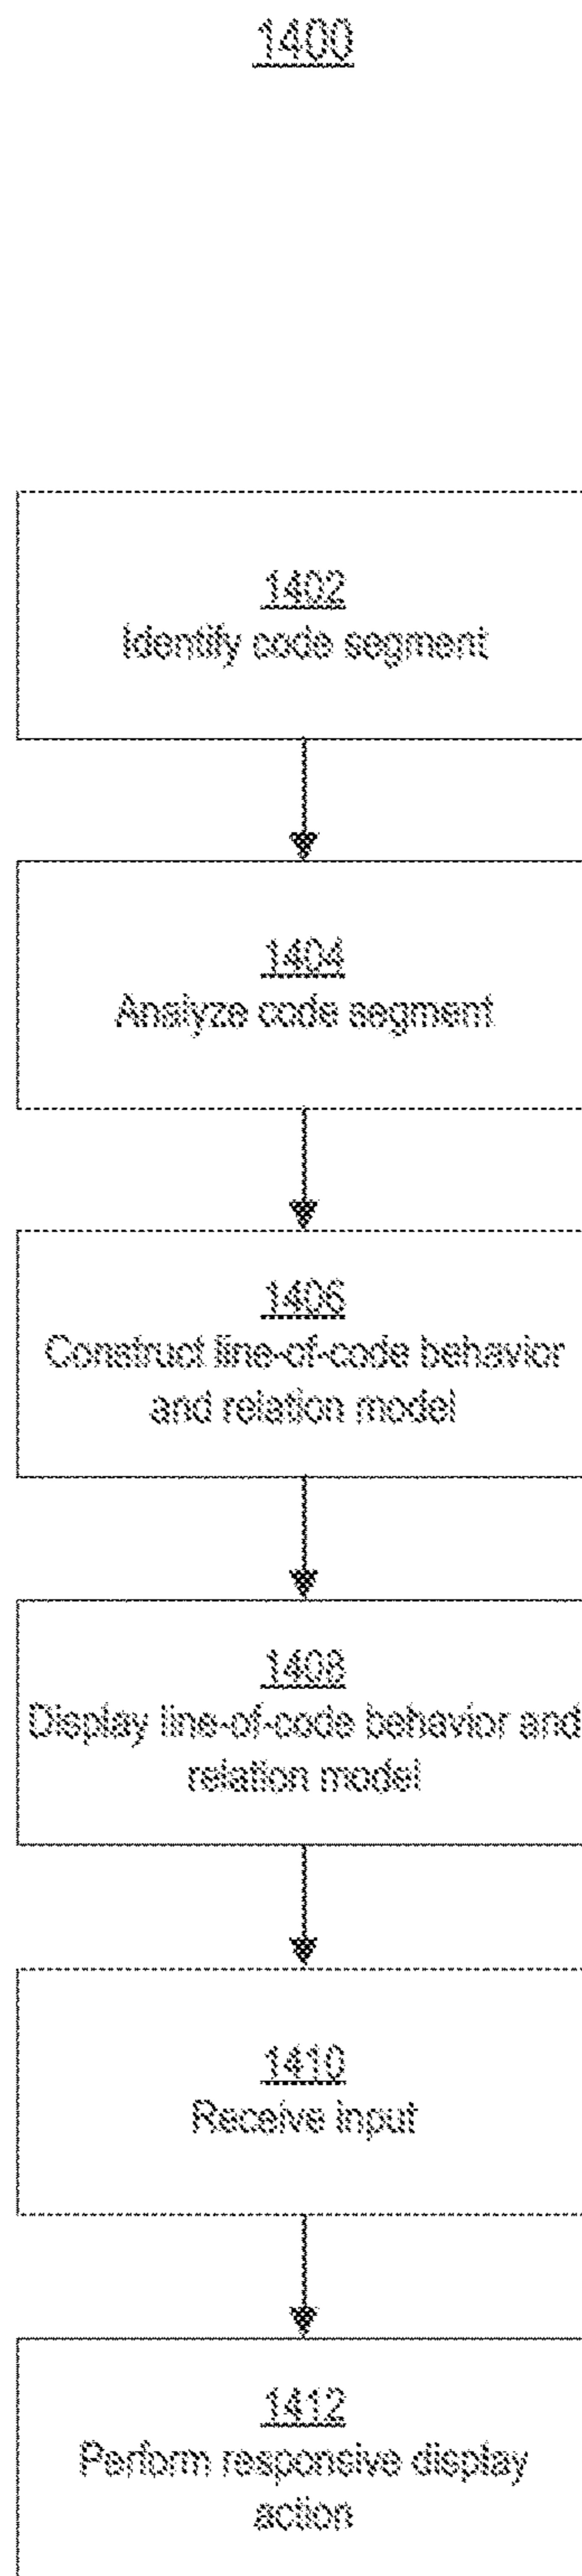 1400
1402
Identify code segment
1404
Analyze code segment
1406
Construct line-of-code behavior
and relation model
1408
Display line-of-code behavior and
relation model
1410
Receive input
1412
Perform responsive display
action